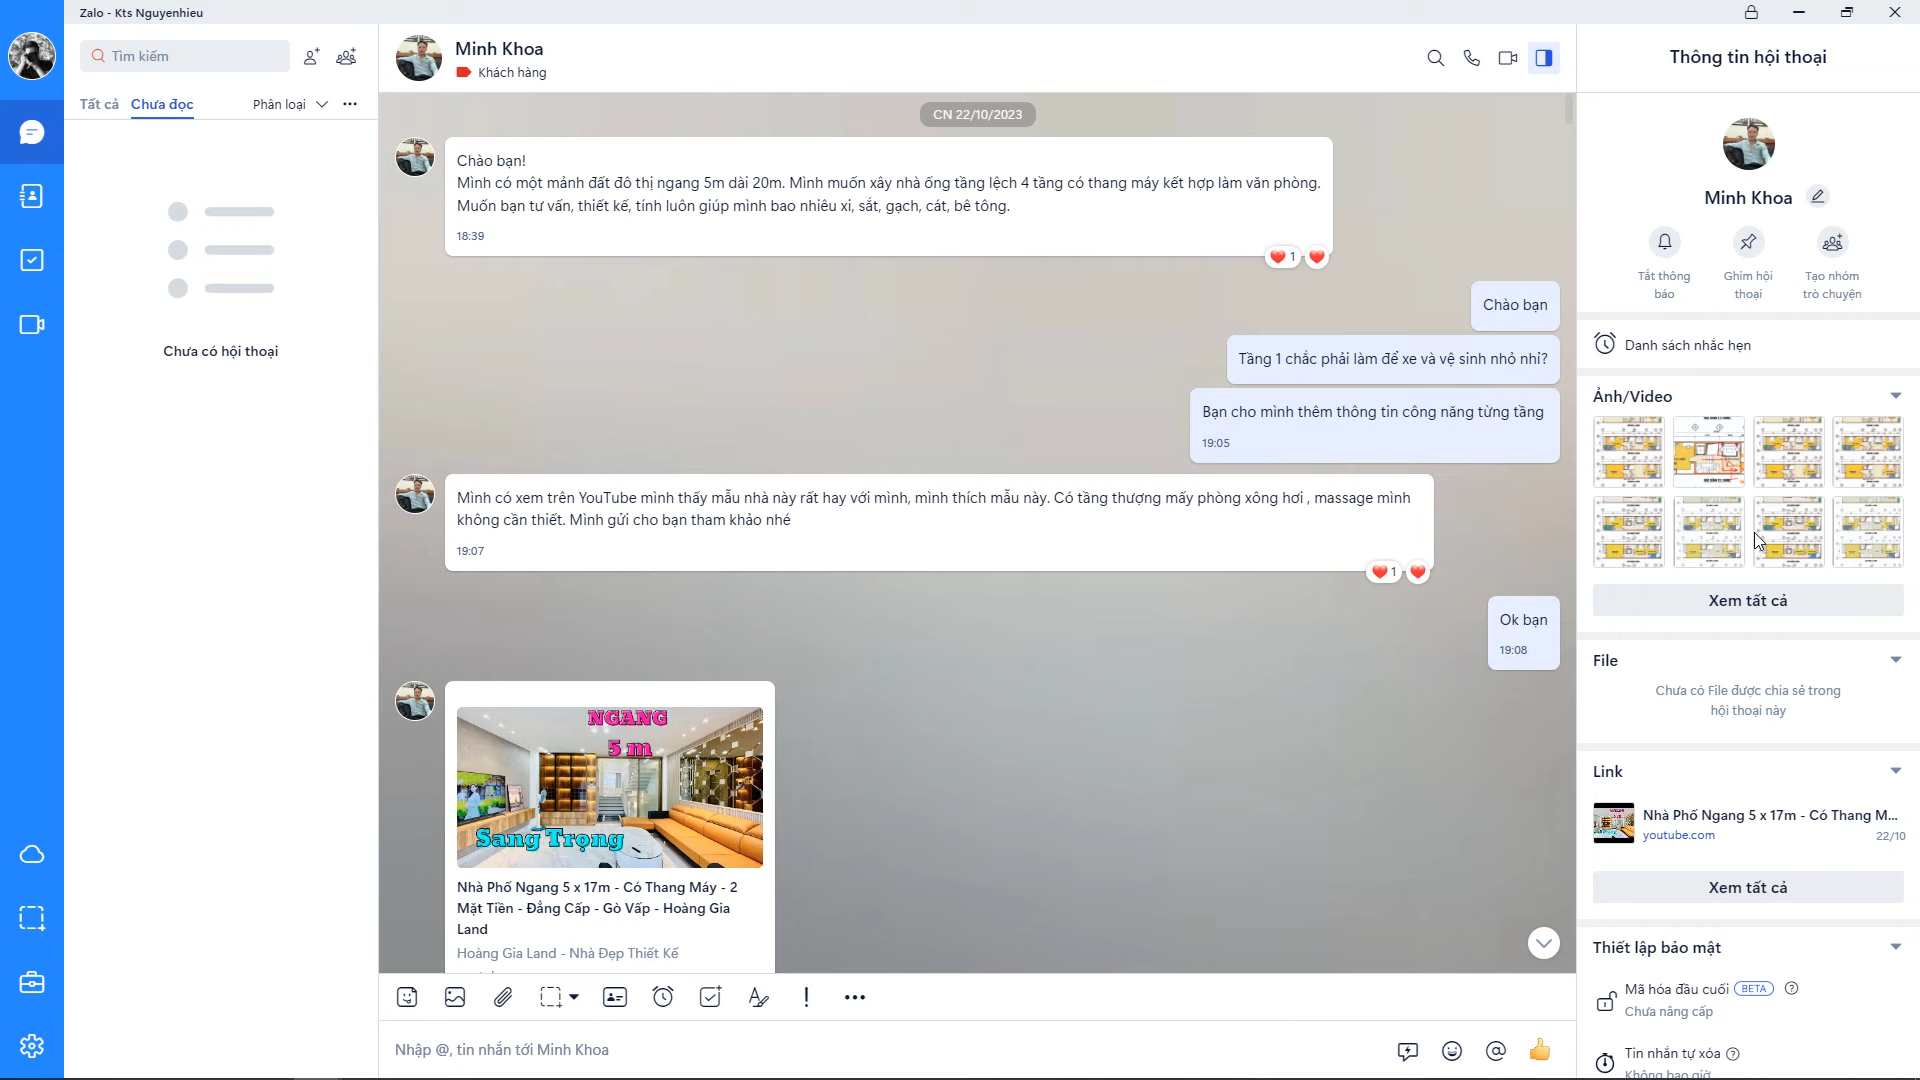 Zalo - Kts Nguyenhieu
Tìm kiếm
Tất cả Chưa đọc Phân loại
Chưa có hội thoại
Minh Khoa
Khách hàng
CN 22/10/2023
Chào bạn!
Mình có một mảnh đất đô thị ngang 5m dài 20m. Mình muốn xây nhà ống tầng lệch 4 tầng có thang máy kết hợp làm văn phòng.
Muốn bạn tư vấn, thiết kế, tính luôn giúp mình bao nhiêu xi, sắt, gạch, cát, bê tông.
18:39
1
Chào bạn
Tầng 1 chắc phải làm để xe và vệ sinh nhỏ nhỉ?
Bạn cho mình thêm thông tin công năng từng tầng
19:05
Mình có xem trên YouTube mình thấy mẫu nhà này rất hay với mình, mình thích mẫu này. Có tầng thượng mấy phòng xông hơi , massage mình
không cần thiết. Mình gửi cho bạn tham khảo nhé
19:07
1
Ok bạn
19:08
NGANG
5 m
Sang Trọng
Nhà Phố Ngang 5 x 17m - Có Thang Máy - 2
Mặt Tiền - Đẳng Cấp - Gò Vấp - Hoàng Gia
Land
Hoàng Gia Land - Nhà Đẹp Thiết Kế
Nhập @, tin nhắn tới Minh Khoa
Thông tin hội thoại
Minh Khoa
Tắt thông
báo
Ghim hội
thoại
Tạo nhóm
trò chuyện
Danh sách nhắc hẹn
Ảnh/Video
Xem tất cả
File
Chưa có File được chia sẻ trong
hội thoại này
Link
Nhà Phố Ngang 5 x 17m - Có Thang M...
youtube.com 22/10
Xem tất cả
Thiết lập bảo mật
Mã hóa đầu cuối BETA
Chưa nâng cấp
Tin nhắn tự xóa
Không bao giờ